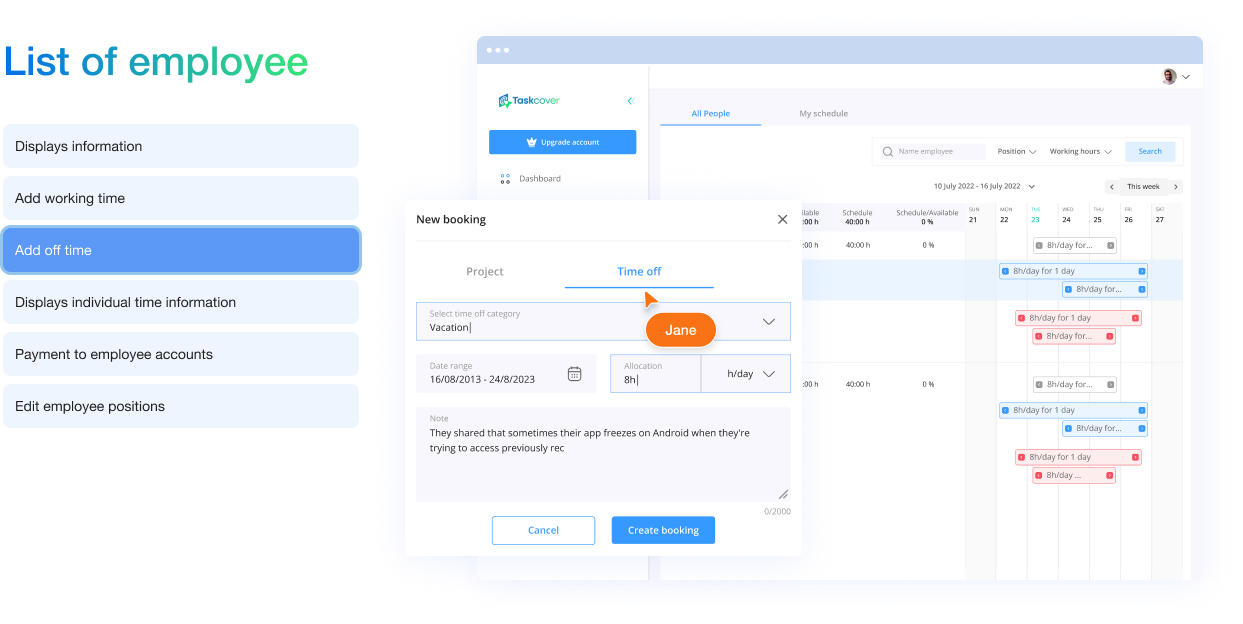 List of employee
Displays information
Add working time
Add off time
Displays individual time information
Payment to employee accounts
Edit employee positions
Taskcover
Upgrade account
Dashboard
All People
My schedule
Name employee
Position
Working hours
Search
10 July 2022 - 16 July 2022
This week
Schedule
40:00 h
Schedule/Available
0 %
SUN
21
MON
22
TUE
23
WED
24
THU
25
FRI
26
SAT
27
:00 h
40:00 h
0 %
8h/day for...
8h/day for 1 day
8h/day for...
8h/day for 1 day
8h/day for...
:00 h
40:00 h
0 %
8h/day for...
8h/day for 1 day
8h/day for...
8h/day for 1 day
8h/day ...
New booking
Project
Time off
Jane
Select time off category
Vacation
Date range
16/08/2013 - 24/8/2023
Allocation
8h
h/day
Note
They shared that sometimes their app freezes on Android when they're
trying to access previously rec
0/2000
Cancel
Create booking